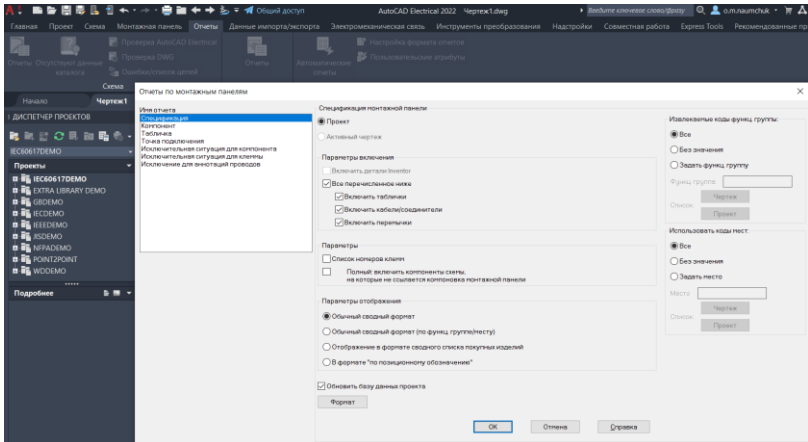 Общий доступ
AutoCAD Electrical 2022 Чертеж1.dwg
Введите ключевое слово/фразу
o.m.naumchuk
Главная Проект Схема Монтажная панель Отчеты Данные импорта/экспорта Электромеханическая связь Инструменты преобразования Надстройки Совместная работа Express Tools Рекомендованные пр
Проверка AutoCAD Electrical
Проверка DWG
Ошибки/список цепей
Отчеты Отсутствуют данные каталога
Отчеты
Автоматические отчеты
Настройка формата отчетов
Пользовательские атрибуты
Схема
Начало
Чертеж1
ДИСПЕТЧЕР ПРОЕКТОВ
IEC60617DEMO
Проекты
IEC60617DEMO
EXTRA LIBRARY DEMO
GBDEMO
IECDEMO
IEEEDEMO
JISDEMO
NFPADEMO
POINT2POINT
WDDEMO
Подробнее
Отчеты по монтажным панелям
Имя отчета
Спецификация
Компонент
Табличка
Точка подключения
Исключительная ситуация для компонента
Исключительная ситуация для клеммы
Исключение для аннотаций проводов
Спецификация монтажной панели
Проект
Активный чертеж
Параметры включения
Включить детали Inventor
Все перечисленное ниже
Включить таблички
Включить кабели/соединители
Включить перемычки
Параметры
Список номеров клемм
Полный: включить компоненты схемы,
на которые не ссылается компоновка монтажной панели
Параметры отображения
Обычный сводный формат
Обычный сводный формат (по функц. группе/месту)
Отображение в формате сводного списка покупных изделий
В формате "по позиционному обозначению"
Обновить базу данных проекта
Формат
Извлекаемые коды функц. группы:
Все
Без значения
Задать функц. группу
Функц. группа
Список:
Чертеж
Проект
Использовать коды мест:
Все
Без значения
Задать место
Место
Список:
Чертеж
Проект
OK
Отмена
Справка